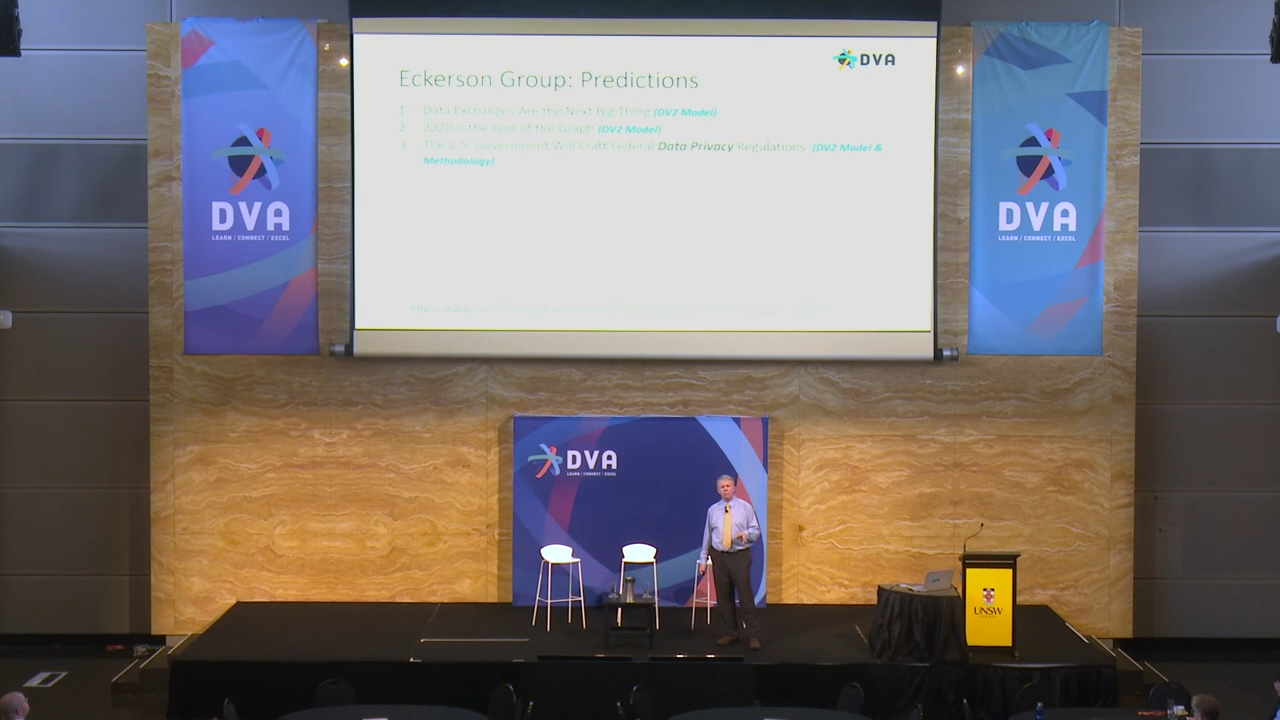 DVA
Eckerson Group: Predictions
1. Data Exchanges Are the Next Big Thing (DV2 Model)
2. 2020 is the Year of the Graph (DV2 Model)
3. The U.S. Government Will Craft Federal Data Privacy Regulations (DV2 Model &
Methodology)
DVA
LEARN / CONNECT / EXCEL
DVA
LEARN / CONNECT / EXCEL
DVA
LEARN / CONNECT / EXCEL
UNSW